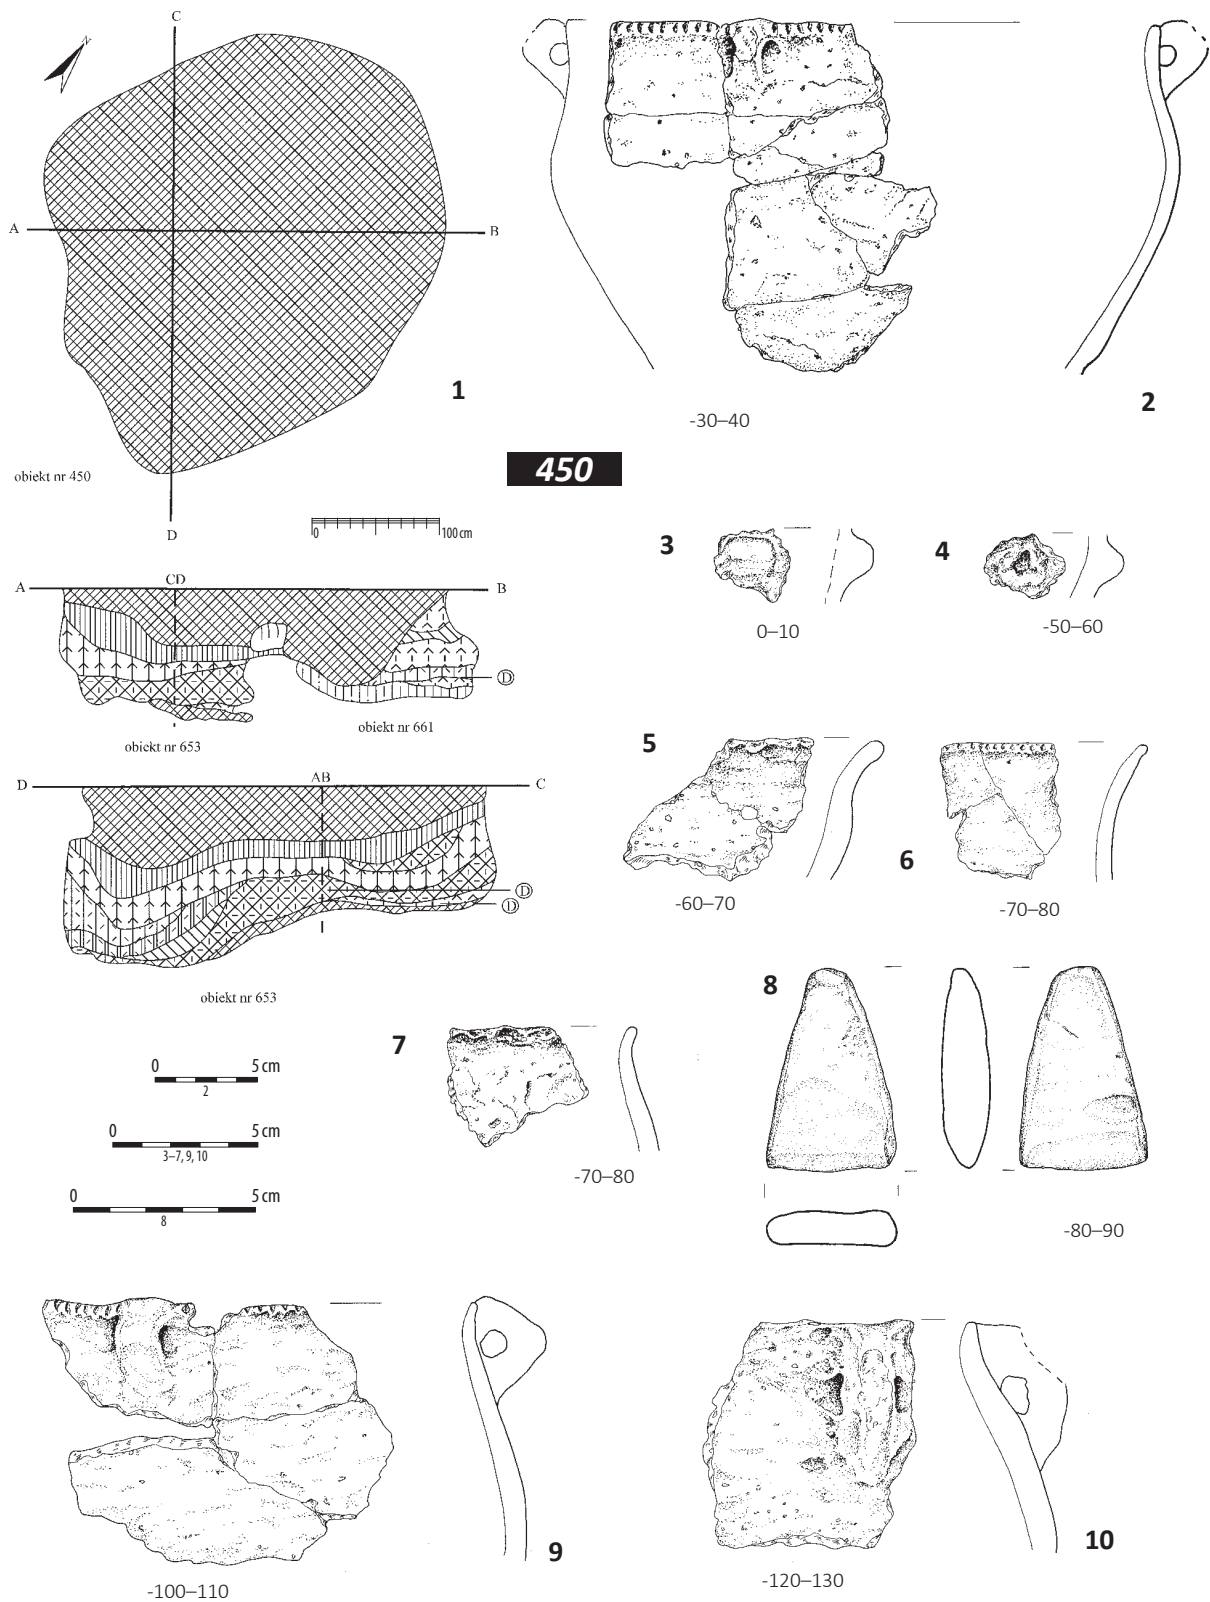 C
N
A
B
1
obiekt nr 450
D
0
100 cm
-30–40
2
450
3
0–10
4
-50–60
A
CD
B
D
obiekt nr 661
obiekt nr 653
D
AB
C
D
D
obiekt nr 653
5
-60–70
6
-70–80
0 5 cm
2
0 5 cm
3–7, 9, 10
0 5 cm
8
7
-70–80
8
-80–90
9
-100–110
10
-120–130